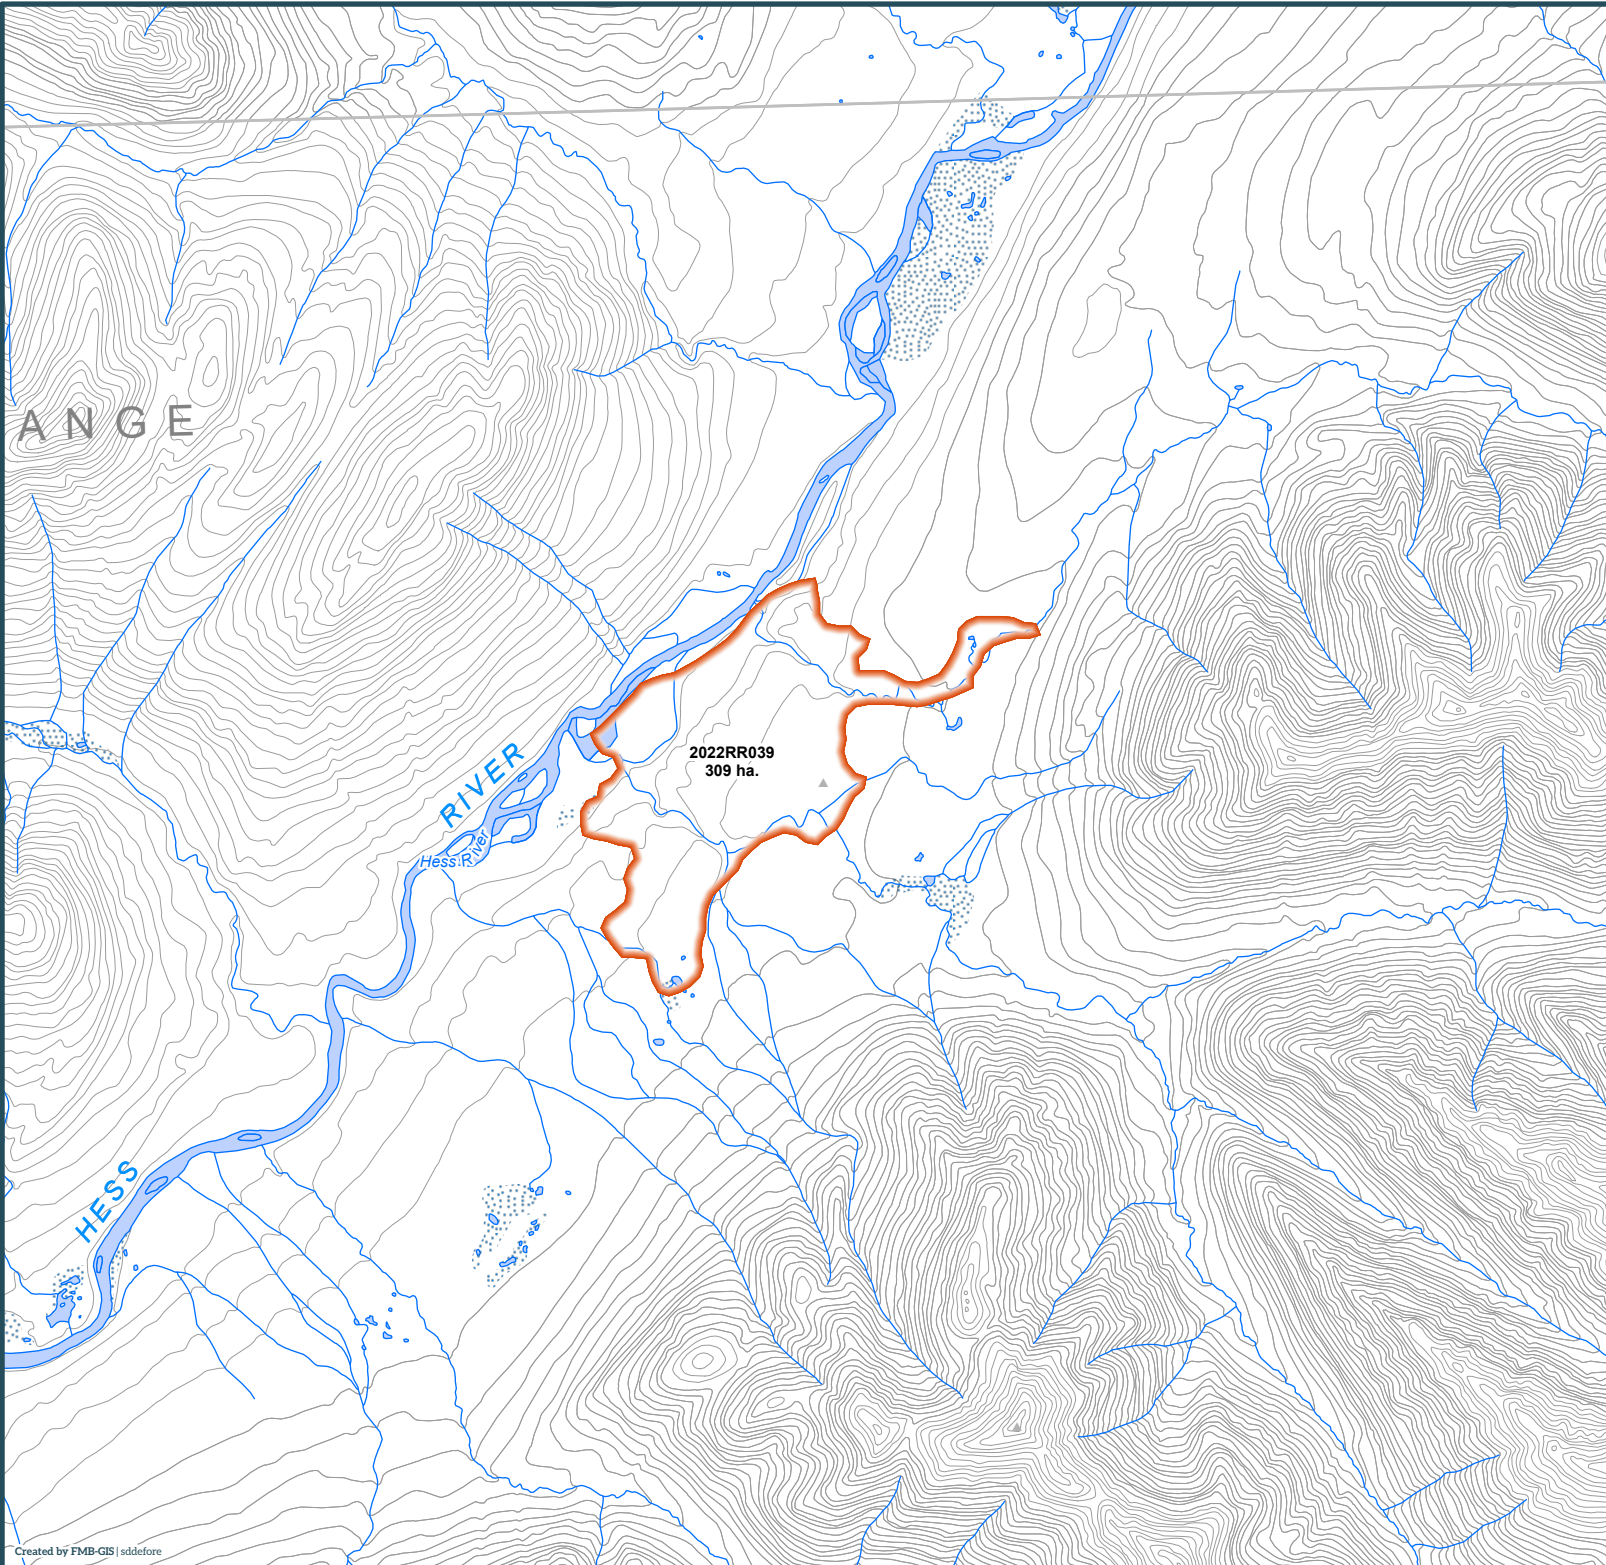 ANGE
2022RR039
309 ha.
RIVER
Hess River
HESS
Created by FMB-GIS | sddefore